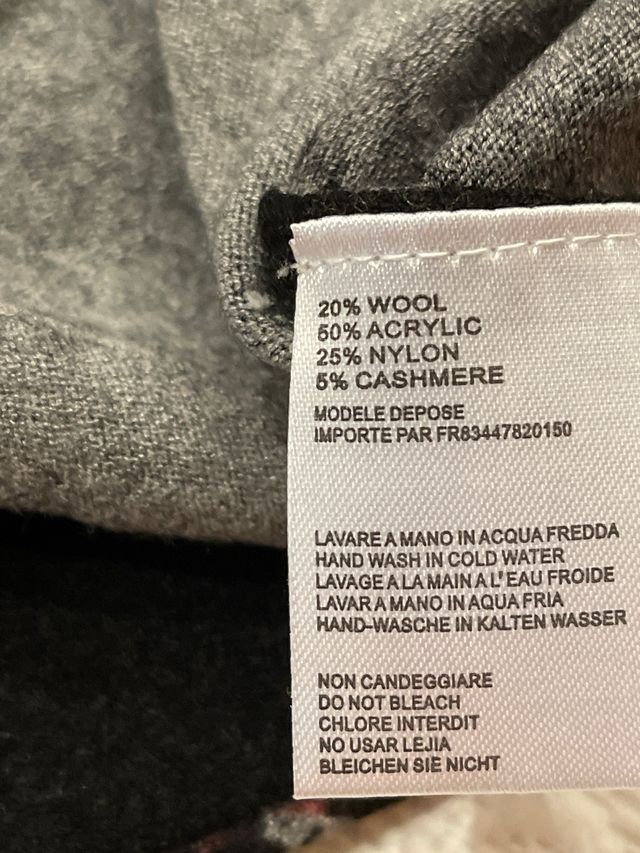 20% WOOL
50% ACRYLIC
25% NYLON
5% CASHMERE
MODELE DEPOSE
IMPORTE PAR FR83447820150
LAVARE A MANO IN ACQUA FREDDA
HAND WASH IN COLD WATER
LAVAGE A LA MAIN A L'EAU FROIDE
LAVAR A MANO IN AQUA FRIA
HAND-WASCHE IN KALTEN WASSER
NON CANDEGGIARE
DO NOT BLEACH
CHLORE INTERDIT
NO USAR LEJIA
BLEICHEN SIE NICHT